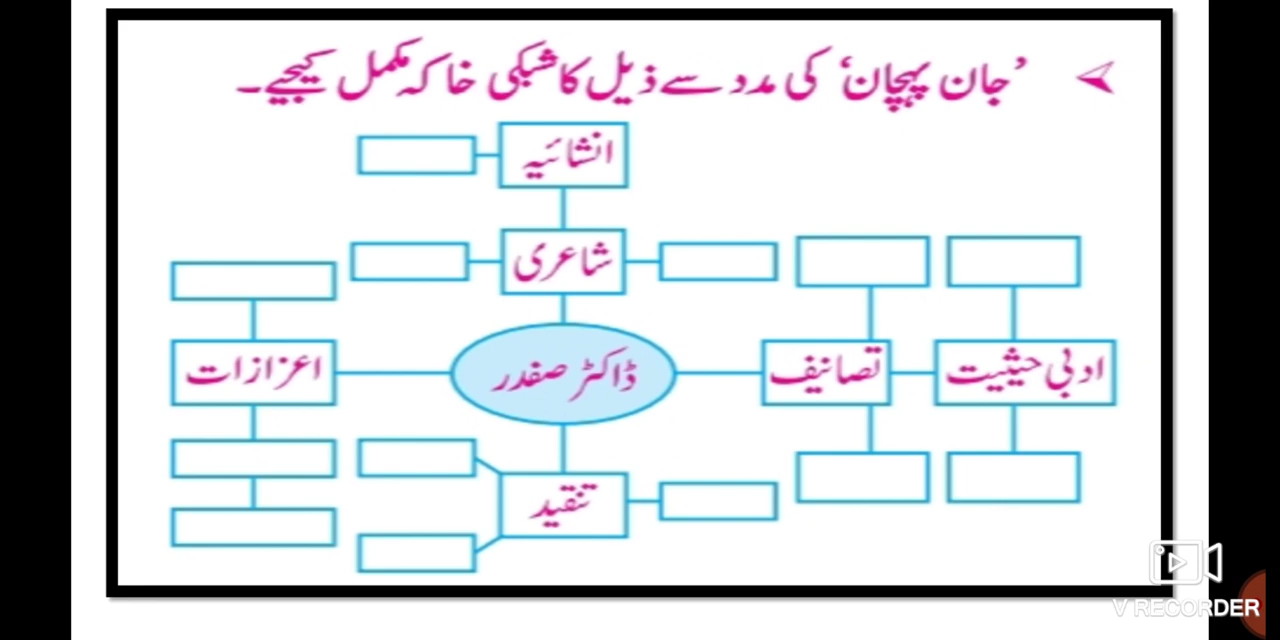 ’جان پہچان‘ کی مدد سے ذیل کا شبکی خاکہ مکمل کیجیے۔
انشائیہ
شاعری
اعزازات
ڈاکٹر صفدر
تصانیف
ادبی حیثیت
تنقید
V RECORDER